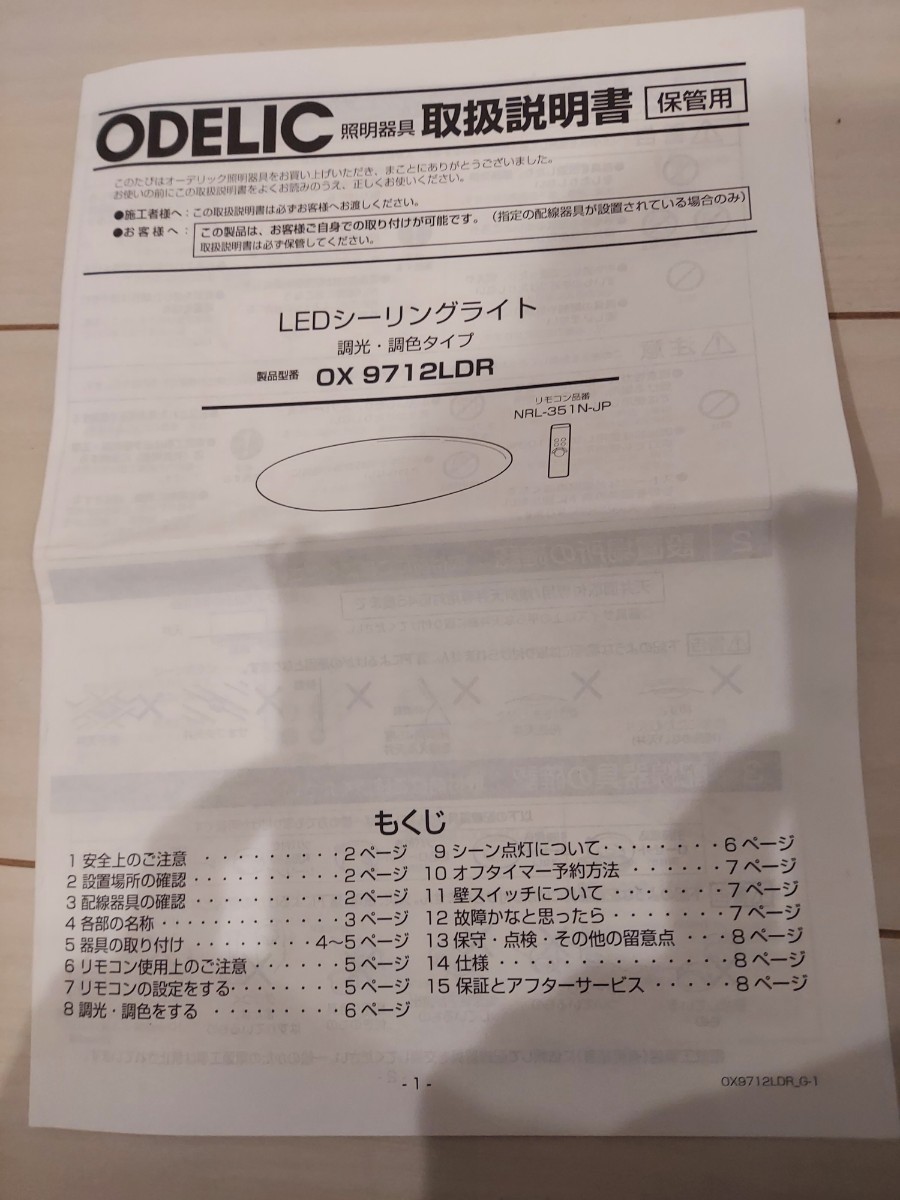 ODELIC 照明器具 取扱説明書 保管用
このたびはオーデリック照明器具をお買い上げいただき、まことにありがとうございました。
お使いの前にこの取扱説明書をよくお読みのうえ、正しくお使いください。
●施工者様へ：この取扱説明書は必ずお客様へお渡しください。
●お客様へ：この製品は、お客様ご自身での取り付けが可能です。（指定の配線器具が設置されている場合のみ）
取扱説明書は必ず保管してください。
LEDシーリングライト
調光・調色タイプ
製品型番 OX 9712LDR
リモコン品番
NRL-351N-JP
もくじ
1 安全上のご注意 ・・・・・・・・・2ページ
2 設置場所の確認・・・・・・・・・・2ページ
3 配線器具の確認・・・・・・・・・・2ページ
4 各部の名称・・・・・・・・・・・・3ページ
5 器具の取り付け ・・・・・・・・4〜5ページ
6 リモコン使用上のご注意・・・・・・5ページ
7 リモコンの設定をする・・・・・・・5ページ
8 調光・調色をする ・・・・・・・・・6ページ
9 シーン点灯について・・・・・・・・6ページ
10 オフタイマー予約方法 ・・・・・・7ページ
11 壁スイッチについて ・・・・・・・7ページ
12 故障かなと思ったら・・・・・・・7ページ
13 保守・点検・その他の留意点 ・・・8ページ
14 仕様 ・・・・・・・・・・・・・・8ページ
15 保証とアフターサービス ・・・・・8ページ
- 1 -
OX9712LDR_G-1